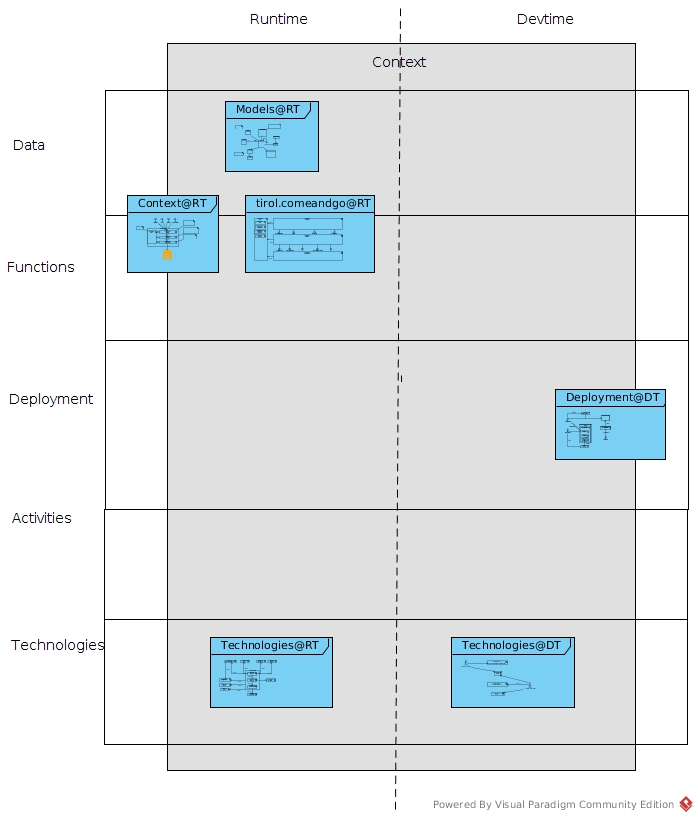 Runtime
Devtime
Context
Models@RT
Data
Context@RT
tirol.comeandgo@RT
Functions
Deployment
Deployment@DT
Activities
Technologies
Technologies@RT
Technologies@DT
Powered By Visual Paradigm Community Edition